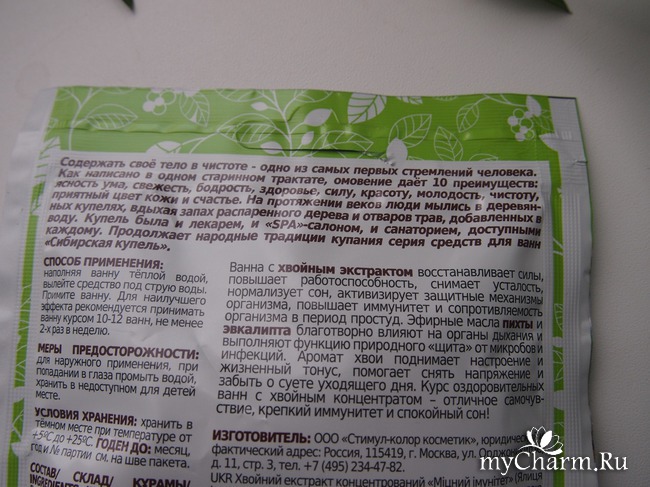 Содержать своё тело в чистоте - одно из самых первых стремлений человека.
Как написано в одном старинном трактате, омовение даёт 10 преимуществ:
ясность ума, свежесть, бодрость, здоровье, силу, красоту, молодость, чистоту,
приятный цвет кожи и счастье. На протяжении веков люди мылись в деревян-
ных купелях, вдыхая запах распаренного дерева и отваров трав, добавленных в
воду. Купель была и лекарем, и «SPA»-салоном, и санаторием, доступными
каждому. Продолжает народные традиции купания серия средств для ванн
«Сибирская купель».
СПОСОБ ПРИМЕНЕНИЯ:
наполняя ванну тёплой водой,
вылейте средство под струю воды.
Примите ванну. Для наилучшего
эффекта рекомендуется принимать
ванну курсом 10-12 ванн, не менее
2-х раз в неделю.
МЕРЫ ПРЕДОСТОРОЖНОСТИ:
для наружного применения, при
попадании в глаза промыть водой,
хранить в недоступном для детей
месте.
УСЛОВИЯ ХРАНЕНИЯ: хранить в
тёмном месте при температуре от
+5°C до +25°C. ГОДЕН ДО: месяц,
год и № партии см. на шве пакета.
СОСТАВ/ СКЛАД/ ҚҰРАМЫ/
INGREDIENTS
Ванна с хвойным экстрактом восстанавливает силы,
повышает работоспособность, снимает усталость,
нормализует сон, активизирует защитные механизмы
организма, повышает иммунитет и сопротивляемость
организма в период простуд. Эфирные масла пихты и
эвкалипта благотворно влияют на органы дыхания и
выполняют функцию природного «щита» от микробов и
инфекций. Аромат хвои поднимает настроение и
жизненный тонус, помогает снять напряжение и
забыть о суете уходящего дня. Курс оздоровительных
ванн с хвойным концентратом – отличное самочув-
ствие, крепкий иммунитет и спокойный сон!
ИЗГОТОВИТЕЛЬ: ООО «Стимул-колор косметик», юридичес
фактический адрес: Россия, 115419, г. Москва, ул. Орджон
д. 11, стр. 3, тел. +7 (495) 234-47-82.
UKR Хвойний екстракт концентрований «Міцний імунітет» (Ялиця
myCharm.Ru